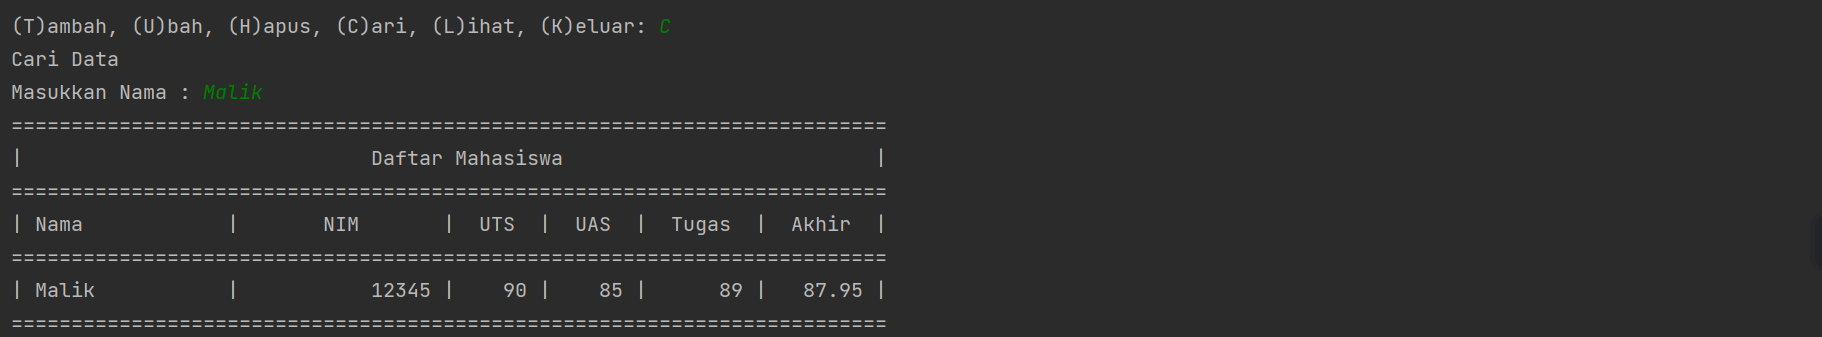 (T)ambah, (U)bah, (H)apus, (C)ari, (L)ihat, (K)eluar: C
Cari Data
Masukkan Nama : Malik
=========================================================================
|                             Daftar Mahasiswa                          |
=========================================================================
| Nama            |       NIM       |  UTS  |  UAS  |  Tugas  |  Akhir  |
=========================================================================
| Malik           |           12345 |    90 |    85 |      89 |   87.95 |
=========================================================================